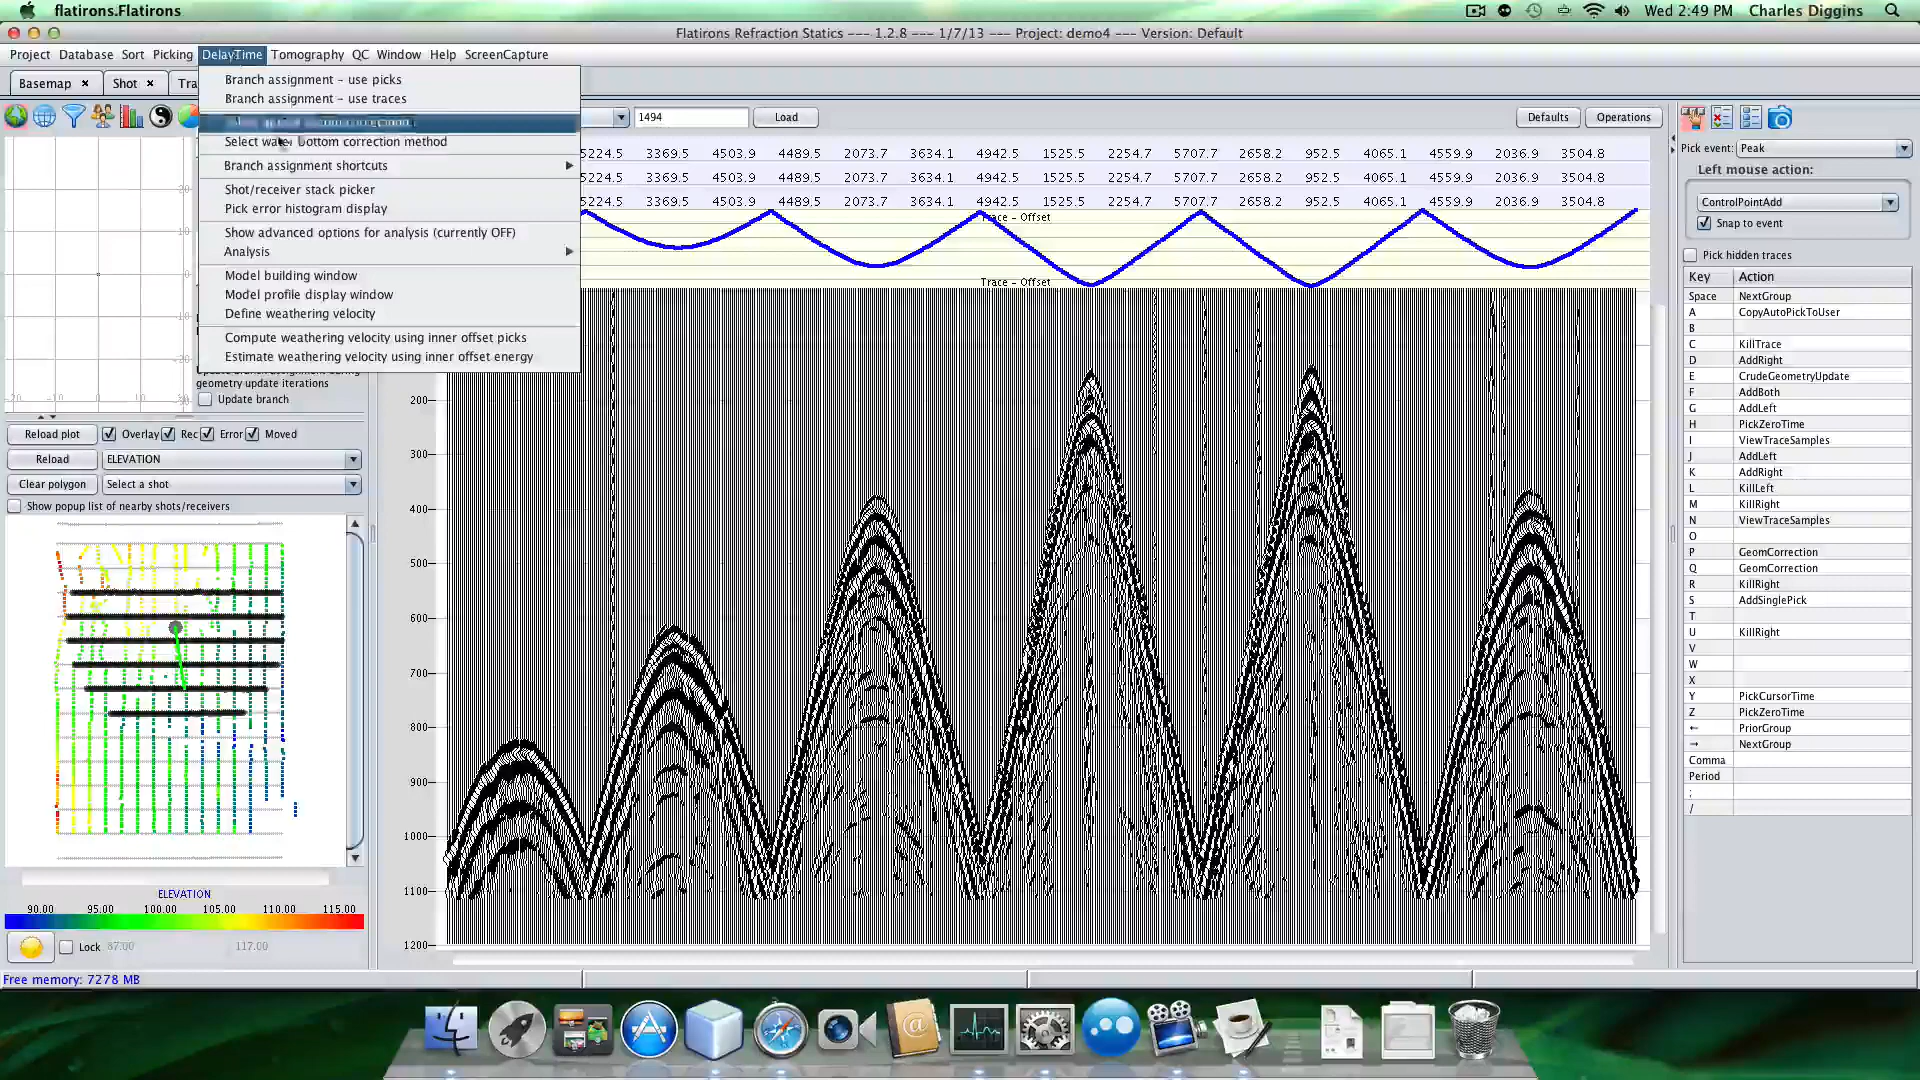 flatirons.Flatirons
Wed 2:49 PM Charles Diggins
Flatirons Refraction Statics --- 1.2.8 --- 1/7/13 --- Project: demo4 --- Version: Default
Project Database Sort Picking DelayTime Tomography QC Window Help ScreenCapture
Basemap × Shot × Tra
Branch assignment - use picks
Branch assignment - use traces
Select bottom correction method
Branch assignment shortcuts
Shot/receiver stack picker
Pick error histogram display
Show advanced options for analysis (currently OFF)
Analysis
Model building window
Model profile display window
Define weathering velocity
Compute weathering velocity using inner offset picks
Estimate weathering velocity using inner offset energy
geometry update iterations
Update branch
1494 Load Defaults Operations
5224.5 3369.5 4503.9 4489.5 2073.7 3634.1 4942.5 1525.5 2254.7 5707.7 2658.2 952.5 4065.1 4559.9 2036.9 3504.8
5224.5 3369.5 4503.9 4489.5 2073.7 3634.1 4942.5 1525.5 2254.7 5707.7 2658.2 952.5 4065.1 4559.9 2036.9 3504.8
5224.5 3369.5 4503.9 4489.5 2073.7 3634.1 4942.5 1525.5 2254.7 5707.7 2658.2 952.5 4065.1 4559.9 2036.9 3504.8
Trace - Offset
Trace - Offset
200
300
400
500
600
700
800
900
1000
1100
1200
Reload plot Overlay Rec Error Moved
Reload ELEVATION
Clear polygon Select a shot
Show popup list of nearby shots/receivers
ELEVATION
90.00 95.00 100.00 105.00 110.00 115.00
Lock 87.00 117.00
Free memory: 7278 MB
Pick event: Peak
Left mouse action:
ControlPointAdd
Snap to event
Pick hidden traces
Key Action
Space NextGroup
A CopyAutoPickToUser
B
C KillTrace
D AddRight
E CrudeGeometryUpdate
F AddBoth
G AddLeft
H PickZeroTime
I ViewTraceSamples
J AddLeft
K AddRight
L KillLeft
M KillRight
N ViewTraceSamples
O
P GeomCorrection
Q GeomCorrection
R KillRight
S AddSinglePick
T
U KillRight
V
W
X
Y PickCursorTime
Z PickZeroTime
← PriorGroup
→ NextGroup
Comma
Period
;
/